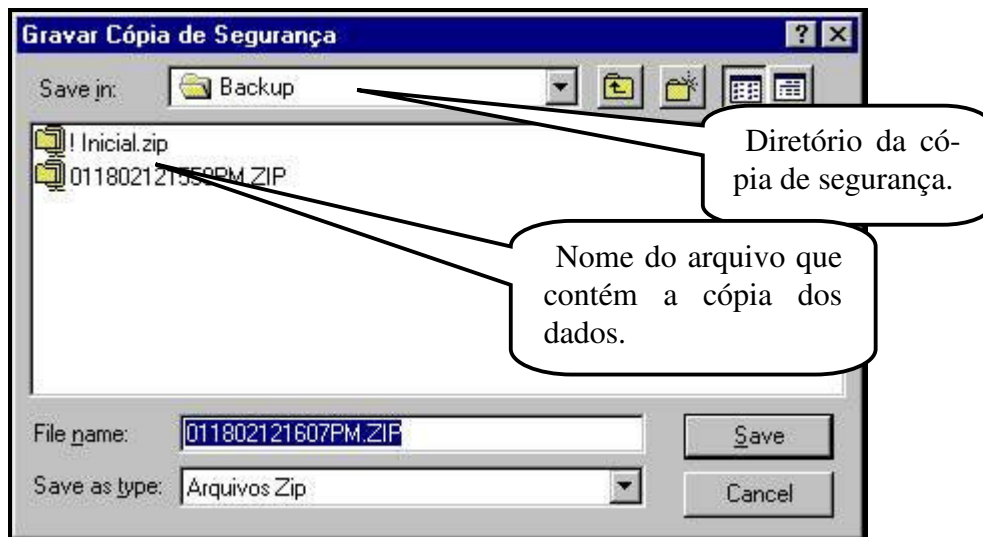 Gravar Cópia de Segurança
Save in: Backup
! Inicial.zip
Diretório da có-
pia de segurança.
Nome do arquivo que
contém a cópia dos
dados.
File name: 011802121607PM.ZIP Save
Save as type: Arquivos Zip Cancel